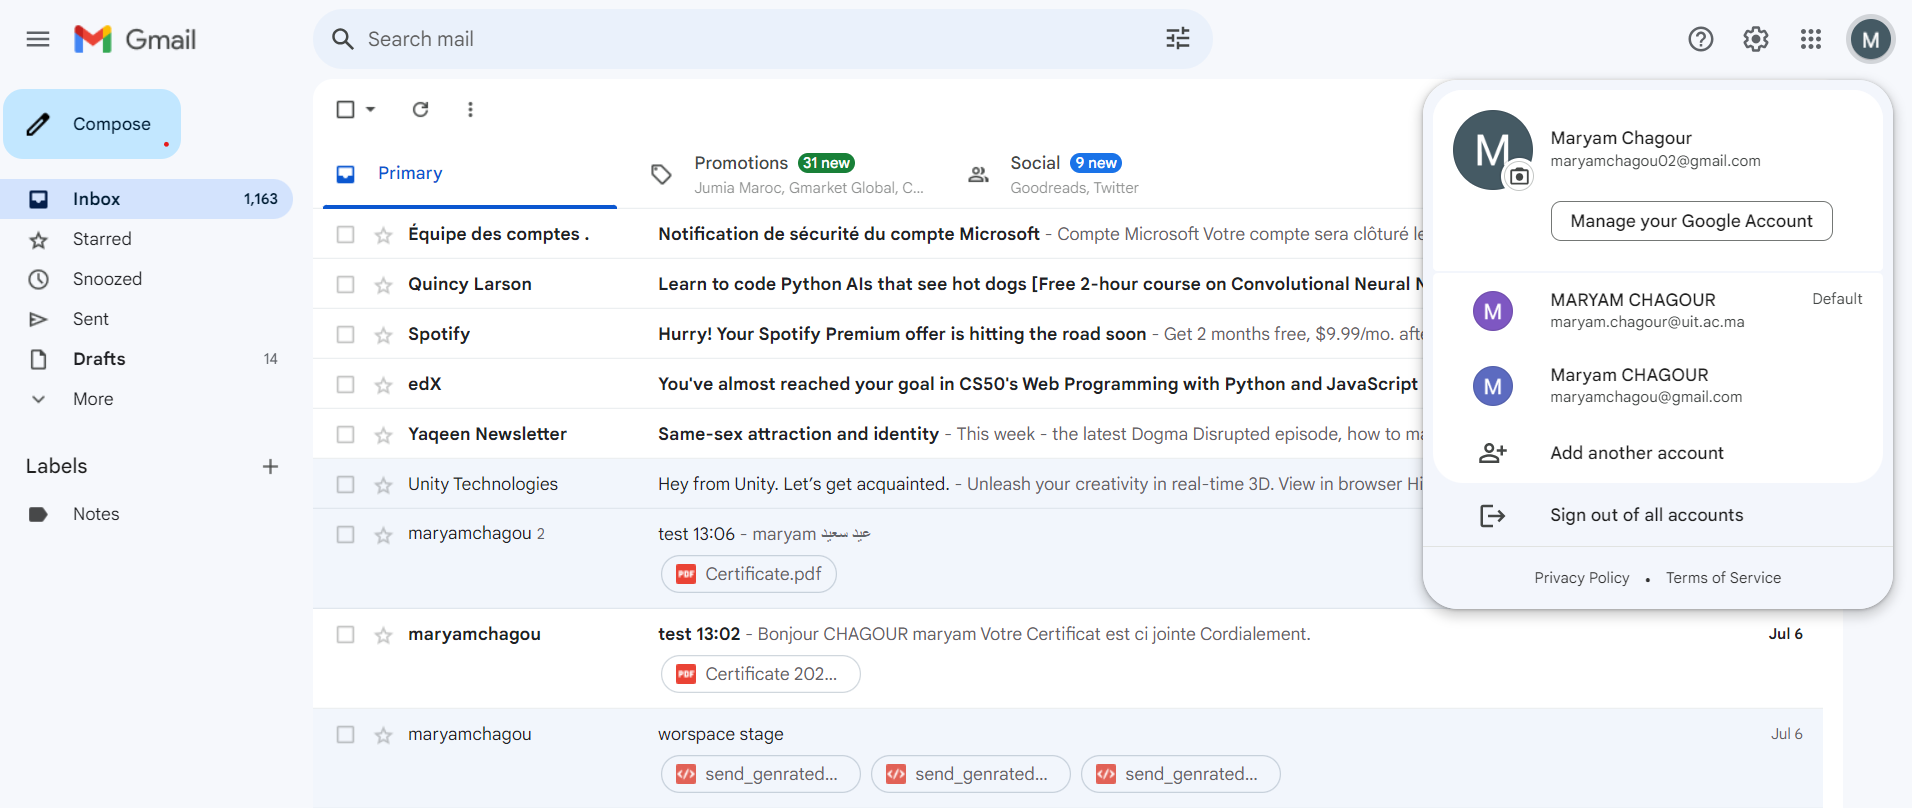 Gmail
Search mail
M
Compose
Inbox 1,163
Starred
Snoozed
Sent
Drafts 14
More
Labels
Notes
Primary
Promotions 31 new
Jumia Maroc, Gmarket Global, C...
Social 9 new
Goodreads, Twitter
Équipe des comptes . Notification de sécurité du compte Microsoft - Compte Microsoft Votre compte sera clôturé le
Quincy Larson Learn to code Python AIs that see hot dogs [Free 2-hour course on Convolutional Neural N
Spotify Hurry! Your Spotify Premium offer is hitting the road soon - Get 2 months free, $9.99/mo. afte
edX You've almost reached your goal in CS50's Web Programming with Python and JavaScript
Yaqeen Newsletter Same-sex attraction and identity - This week - the latest Dogma Disrupted episode, how to ma
Unity Technologies Hey from Unity. Let’s get acquainted. - Unleash your creativity in real-time 3D. View in browser Hi
maryamchagou 2 test 13:06 - maryam عيد سعيد
PDF Certificate.pdf
maryamchagou test 13:02 - Bonjour CHAGOUR maryam Votre Certificat est ci jointe Cordialement. Jul 6
PDF Certificate 202...
maryamchagou worspace stage Jul 6
send_genrated... send_genrated... send_genrated...
M
Maryam Chagour
maryamchagou02@gmail.com
Manage your Google Account
M
MARYAM CHAGOUR Default
maryam.chagour@uit.ac.ma
M
Maryam CHAGOUR
maryamchagou@gmail.com
Add another account
Sign out of all accounts
Privacy Policy • Terms of Service